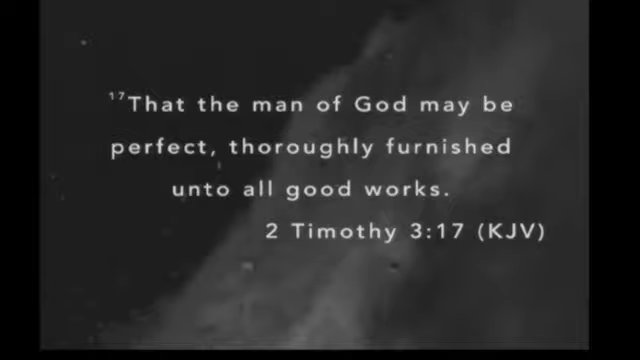 ¹⁷That the man of God may be
perfect, thoroughly furnished
unto all good works.
2 Timothy 3:17 (KJV)